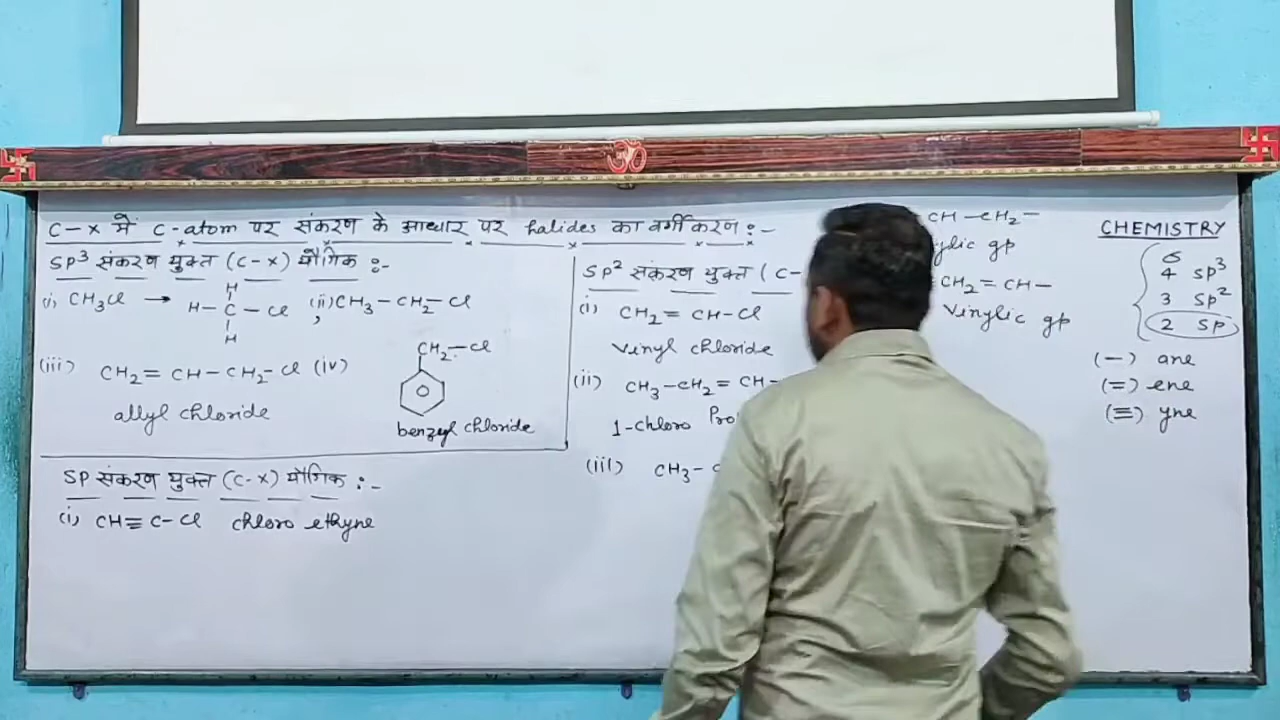 C-X में C-atom पर संकरण के आधार पर halides का वर्गीकरण :-
SP³ संकरण युक्त (C-X) यौगिक :-
(i) CH₃Cl →
H
H-C-Cl
H
(ii) CH₃-CH₂-Cl
(iii) CH₂=CH-CH₂-Cl
allyl chloride
(iv)
CH₂-Cl
benzyl chloride
SP संकरण युक्त (C-X) यौगिक :-
(i) CH≡C-Cl chloro ethyne
SP² संकरण युक्त (C-
(i) CH₂=CH-Cl
Vinyl chloride
(ii) CH₃-CH₂=CH-
1-chloro
(iii) CH₃-
CH-CH₂-
gp
CH₂=CH-
Vinylic gp
CHEMISTRY
4 SP³
3 SP²
2 SP
(-) ane
(=) ene
(≡) yne